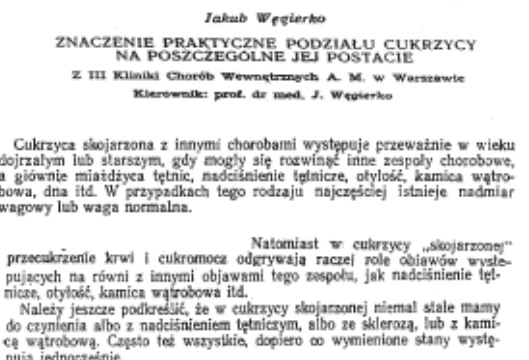 Jakub Węgierko
ZNACZENIE PRAKTYCZNE PODZIAŁU CUKRZYCY
NA POSZCZEGÓLNE JEJ POSTACIE
Z III Kliniki Chorób Wewnętrznych A. M. w Warszawie
Kierownik: prof. dr med. J. Węgierko
Cukrzyca skojarzona z innymi chorobami występuje przeważnie w wieku
dojrzałym lub starszym, gdy mogły się rozwinąć inne zespoły chorobowe,
a głównie miażdżyca tętnic, nadciśnienie tętnicze, otyłość, kamica wątro-
bowa, dna itd. W przypadkach tego rodzaju najczęściej istnieje nadmiar
wagowy lub waga normalna.
Natomiast w cukrzycy „skojarzonej"
przecukrzenie krwi i cukromocz odgrywają raczej role objawów wystę-
pujących na równi z innymi objawami tego zespołu, jak nadciśnienie tęt-
nicze, otyłość, kamica wątrobowa itd.
Należy jeszcze podkreślić, że w cukrzycy skojarzonej niemal stale mamy
do czynienia albo z nadciśnieniem tętniczym, albo ze sklerozą, lub z kami-
cą wątrobową. Często też wszystkie, dopiero co wymienione stany wystę-
pują jednocześnie.